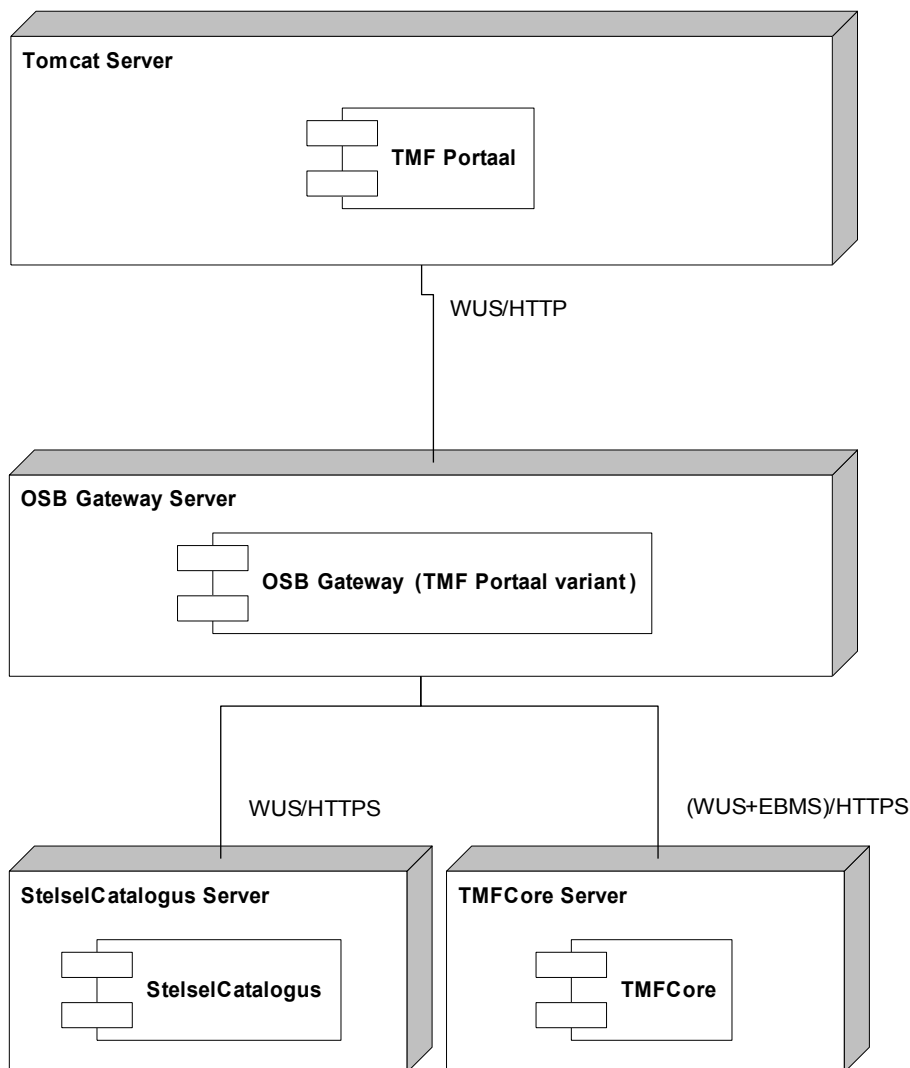 Tomcat Server
TMF Portaal
WUS/HTTP
OSB Gateway Server
OSB Gateway (TMF Portaal variant)
WUS/HTTPS
(WUS+EBMS)/HTTPS
StelselCatalogus Server
TMFCore Server
StelselCatalogus
TMFCore